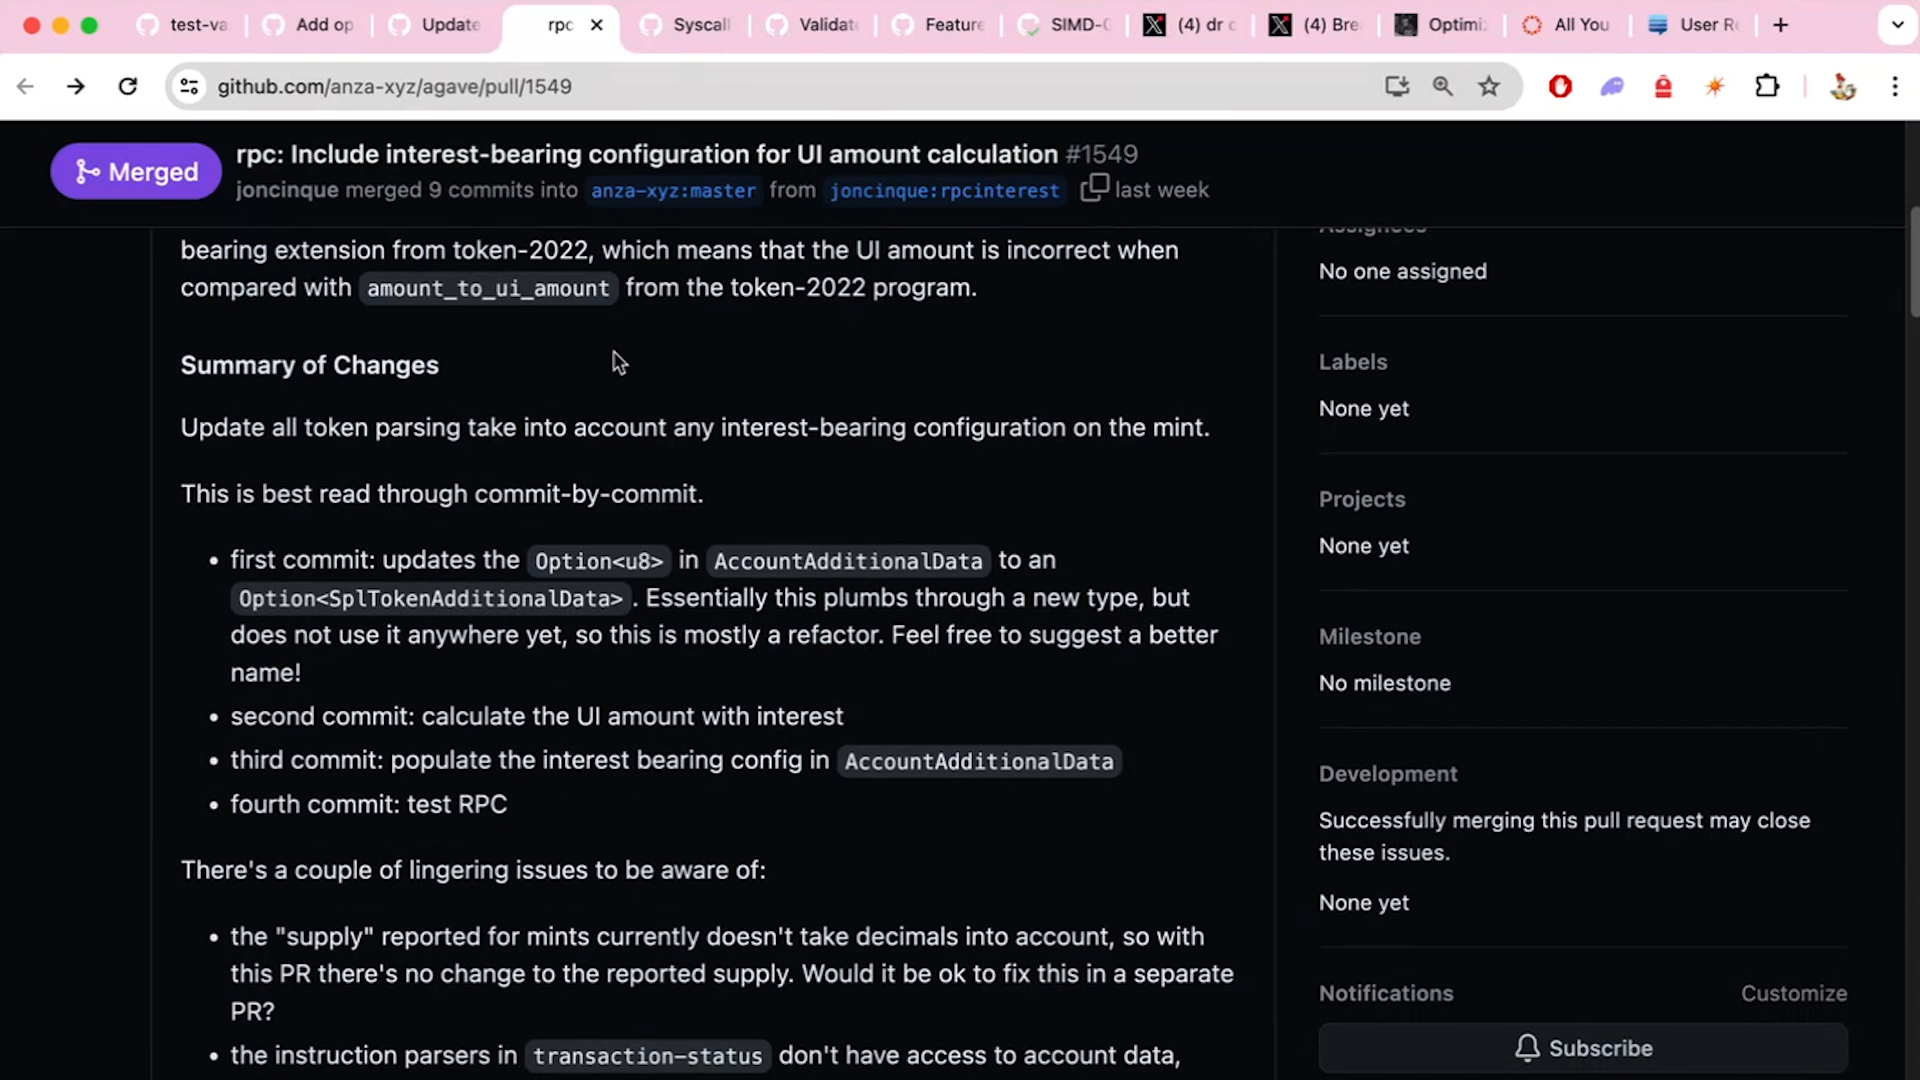 test-va
Add op
Update
rpc
Syscall
Validat
Feature
SIMD-0
(4) dr c
(4) Bre
Optimi
All You
User Re
github.com/anza-xyz/agave/pull/1549
Merged
rpc: Include interest-bearing configuration for UI amount calculation #1549
joncinque merged 9 commits into anza-xyz:master from joncinque:rpcinterest last week
bearing extension from token-2022, which means that the UI amount is incorrect when
compared with amount_to_ui_amount from the token-2022 program.
Summary of Changes
Update all token parsing take into account any interest-bearing configuration on the mint.
This is best read through commit-by-commit.
• first commit: updates the Option<u8> in AccountAdditionalData to an
Option<SplTokenAdditionalData>. Essentially this plumbs through a new type, but
does not use it anywhere yet, so this is mostly a refactor. Feel free to suggest a better
name!
• second commit: calculate the UI amount with interest
• third commit: populate the interest bearing config in AccountAdditionalData
• fourth commit: test RPC
There's a couple of lingering issues to be aware of:
• the "supply" reported for mints currently doesn't take decimals into account, so with
this PR there's no change to the reported supply. Would it be ok to fix this in a separate
PR?
• the instruction parsers in transaction-status don't have access to account data,
Assignees
No one assigned
Labels
None yet
Projects
None yet
Milestone
No milestone
Development
Successfully merging this pull request may close
these issues.
None yet
Notifications
Customize
Subscribe